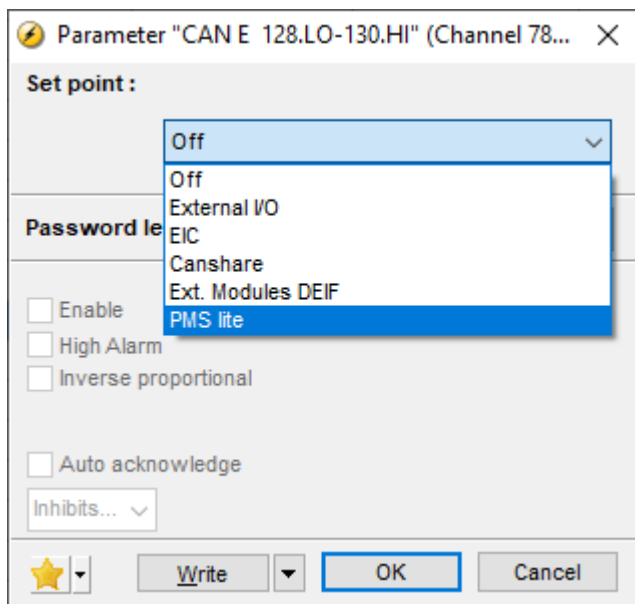 Parameter "CAN E 128.LO-130.HI" (Channel 78...
Set point :
Off
Off
External I/O
EIC
Canshare
Ext. Modules DEIF
PMS lite
Password le
Enable
High Alarm
Inverse proportional
Auto acknowledge
Inhibits...
Write
OK
Cancel